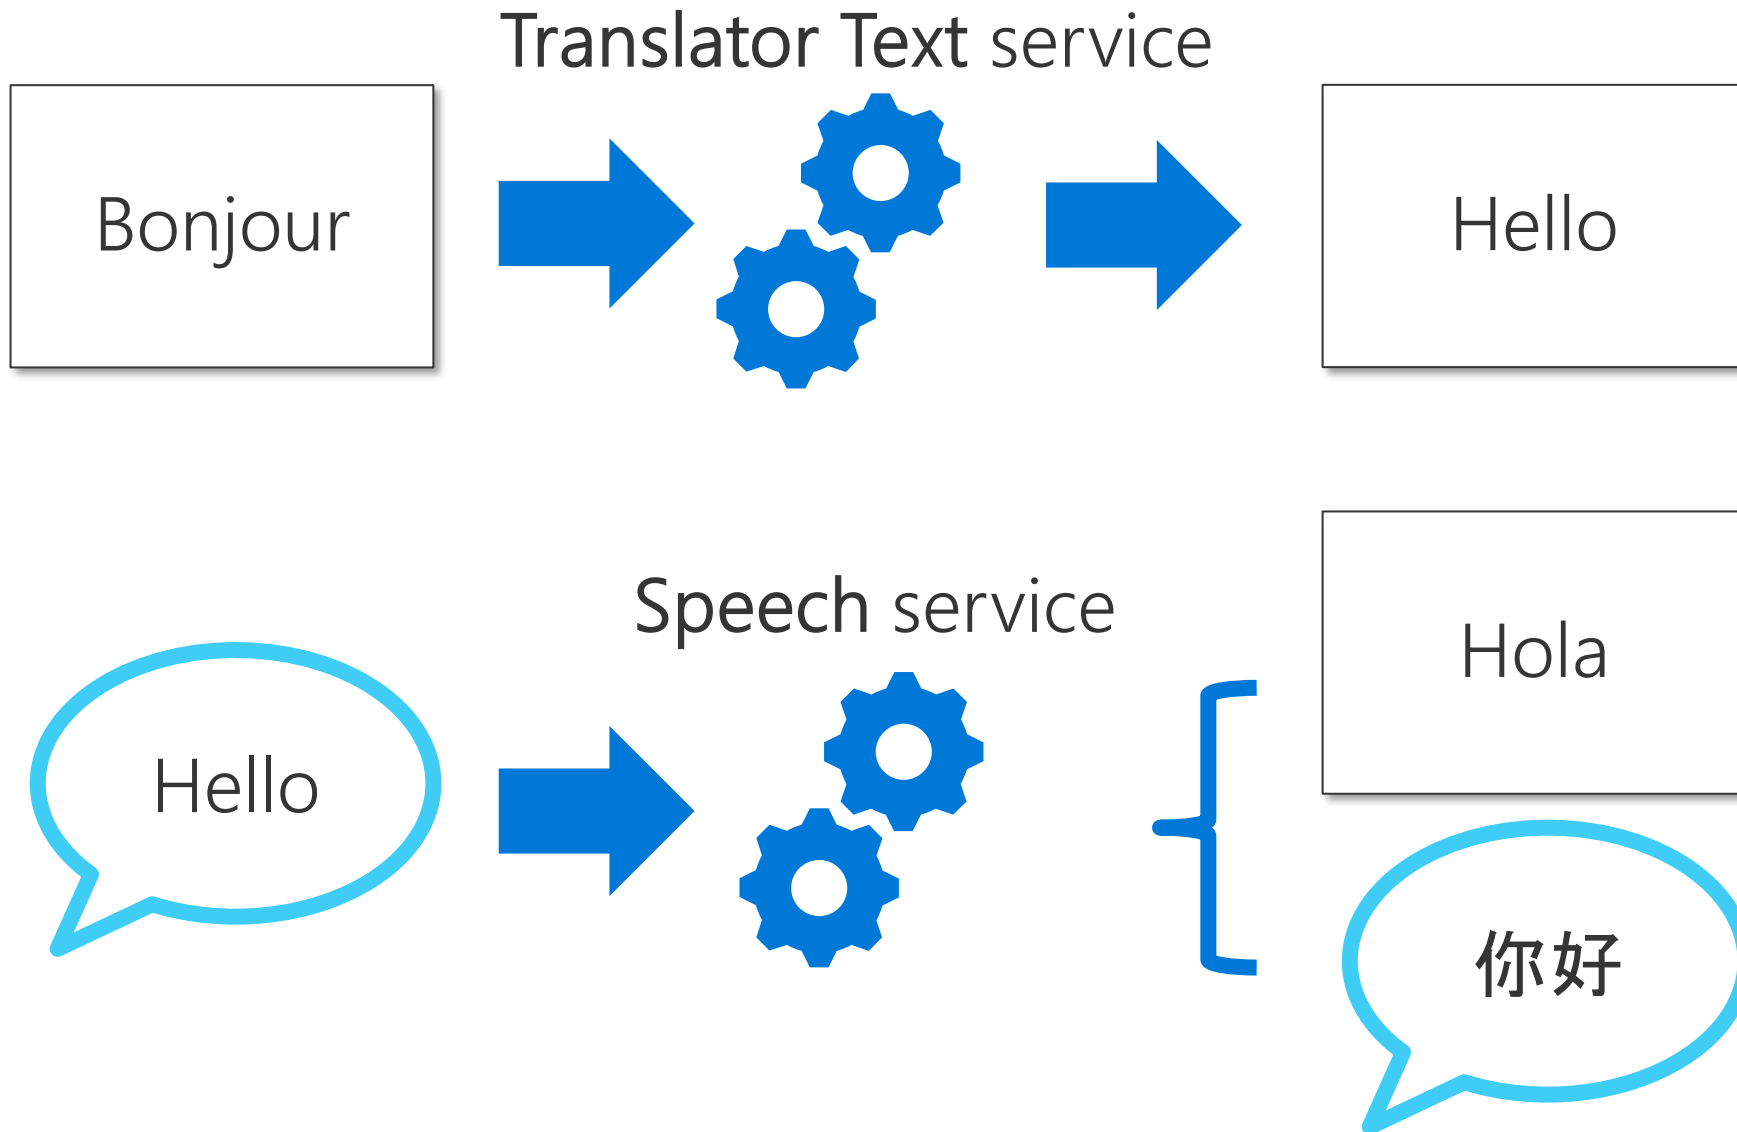 Translator Text service
Bonjour
Hello
Speech service
Hello
Hola
你好